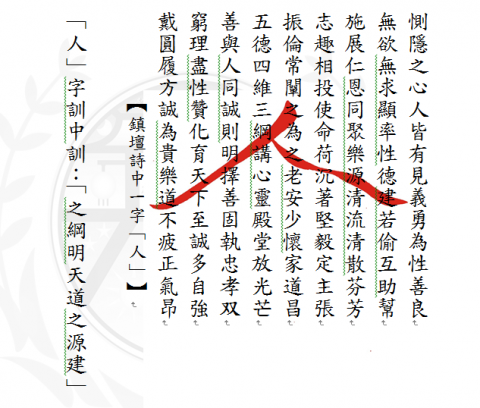 惻隱之心人皆有見義勇為性善良
無欲無求顯率性德建若偷互助幫
施展仁恩同聚樂源清流清散芬芳
志趣相投使命荷沉著堅毅定主張
振倫常闡之為之老安少懷家道昌
五德四維三綱講心靈殿堂放光芒
善與人同誠則明擇善固執忠孝双
窮理盡性贊化育天下至誠多自強
戴圓履方誠為貴樂道不疲正氣昂
【鎮壇詩中一字「人」】
「人」字訓中訓：「之綱明天道之源建」